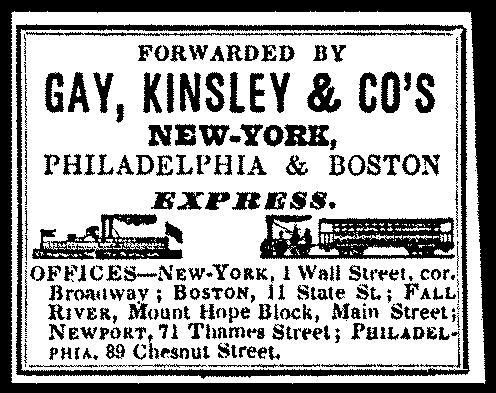 FORWARDED BY
GAY, KINSLEY & CO'S
NEW-YORK,
PHILADELPHIA & BOSTON
EXPRESS.
OFFICES—NEW-YORK, 1 Wall Street, cor.
Broadway; BOSTON, 11 State St.; FALL
RIVER, Mount Hope Block, Main Street;
NEWPORT, 71 Thames Street; PHILADEL-
PHIA, 89 Chesnut Street.